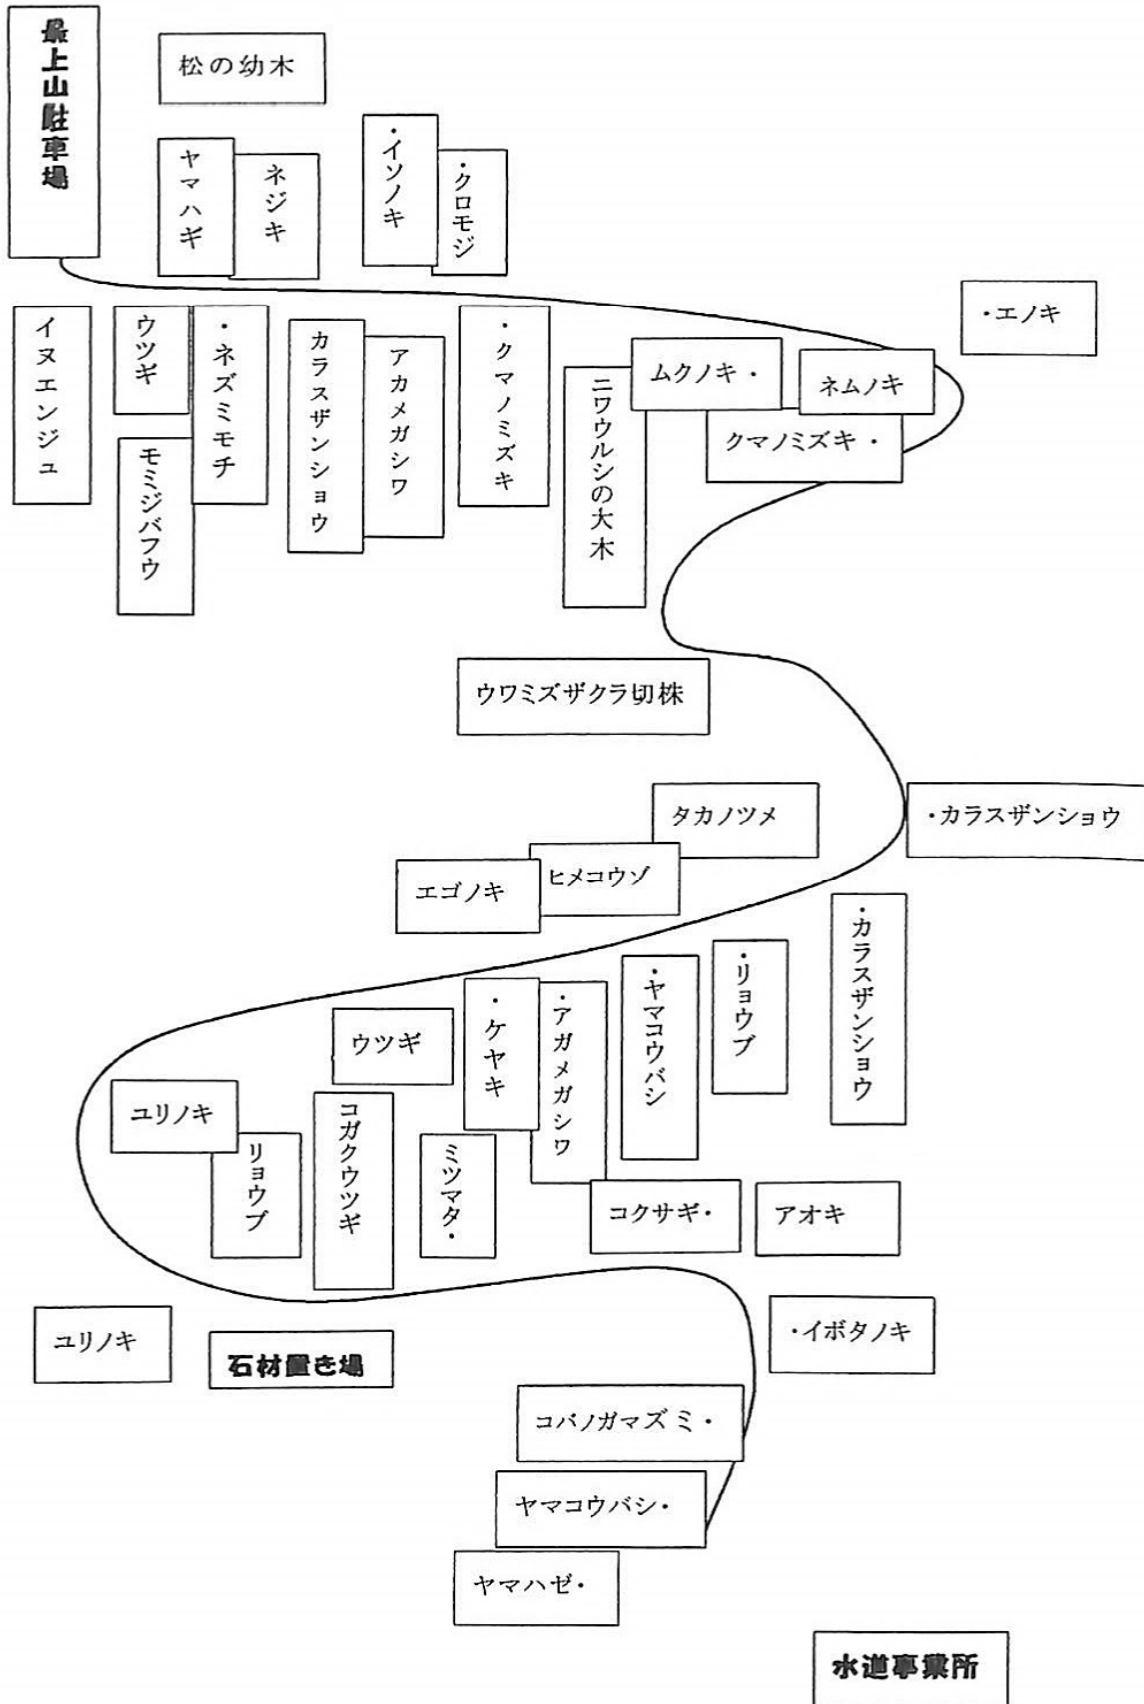 最上山駐車場
松の幼木
ヤマハギ
ネジキ
・イソノキ
・クロモジ
・エノキ
イヌエンジュ
ウツギ
・ネズミモチ
モミジバフウ
カラスザンショウ
アカメガシワ
・クマノミズキ
ニワウルシの大木
ムクノキ・
ネムノキ
クマノミズキ・
ウワミズザクラ切株
タカノツメ
・カラスザンショウ
ヒメコウゾ
エゴノキ
・カラスザンショウ
・リョウブ
・ヤマコウバシ
・アガメガシワ
・ケヤキ
ウツギ
ユリノキ
リョウブ
コガクウツギ
ミツマタ・
コクサギ・
アオキ
ユリノキ
石材置き場
・イボタノキ
コバノガマズミ・
ヤマコウバシ・
ヤマハゼ・
水道事業所